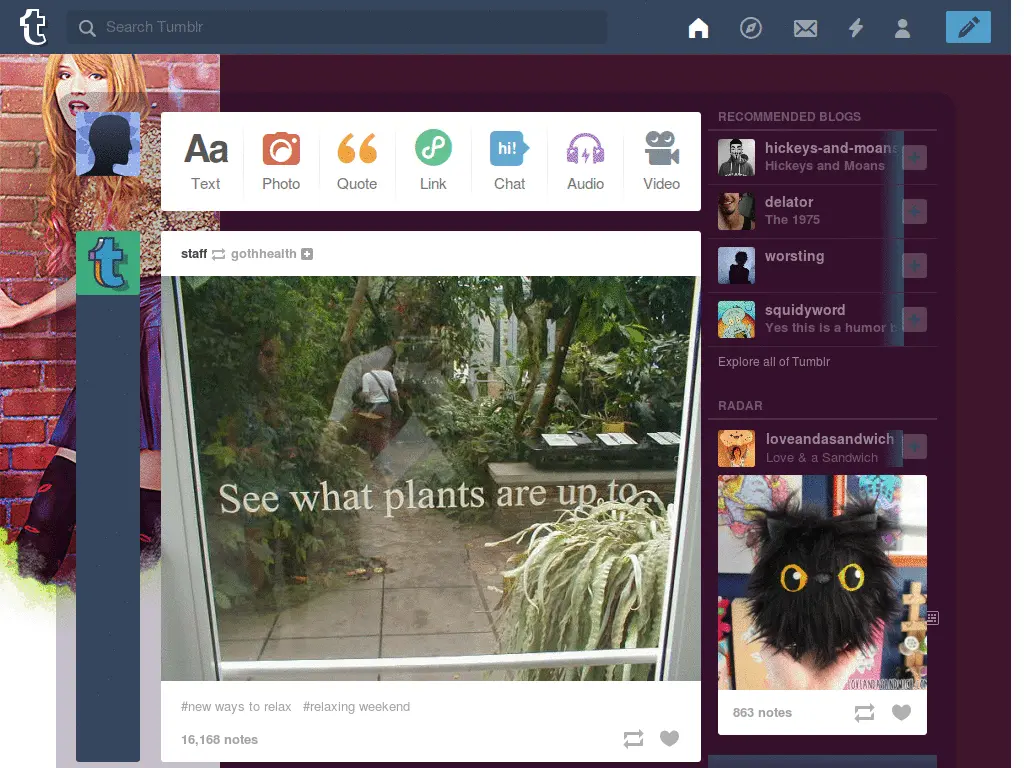 Search Tumblr
Aa
Text
Photo
Quote
Link
hi!
Chat
Audio
Video
staff gothhealth
See what plants are up to...
#new ways to relax #relaxing weekend
16,168 notes
RECOMMENDED BLOGS
hickeys-and-moans
Hickeys and Moans
delator
The 1975
worsting
squidyword
Yes this is a humor b
Explore all of Tumblr
RADAR
loveandasandwich
Love & a Sandwich
LOVEANDASANDWICH.COM
863 notes